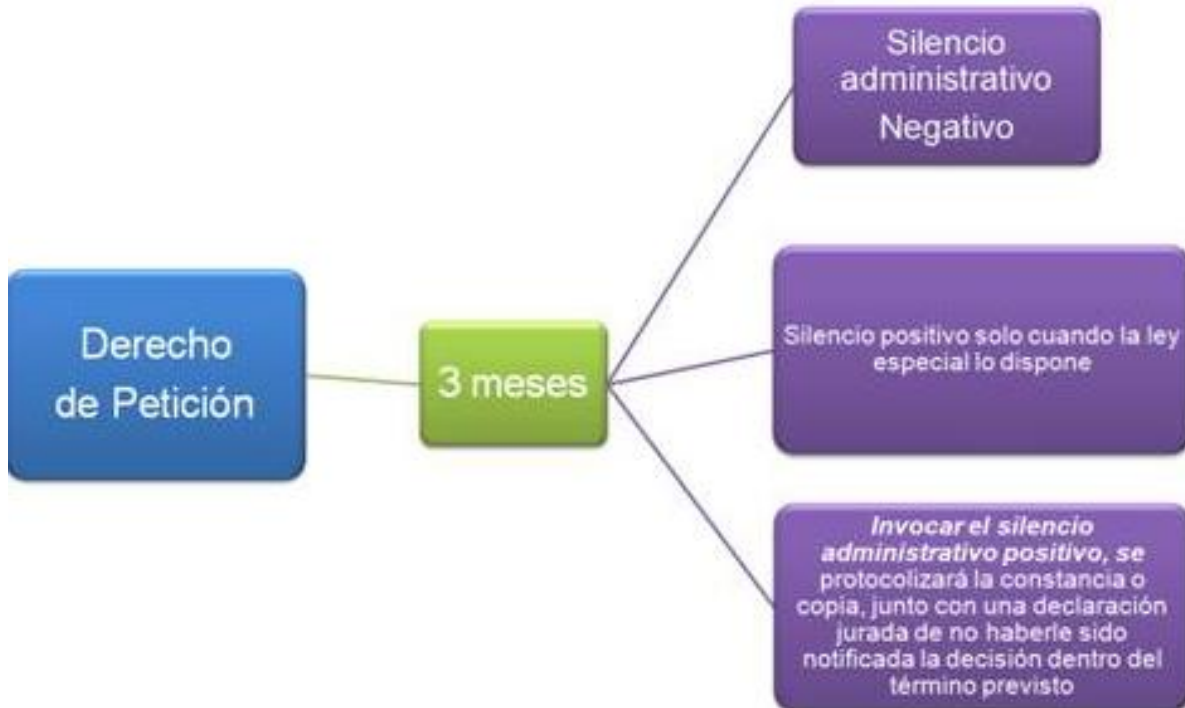 Silencio
administrativo
Negativo
Derecho
de Petición
3 meses
Silencio positivo solo cuando la ley
especial lo dispone
Invocar el silencio
administrativo positivo, se
protocolizará la constancia o
copia, junto con una declaración
jurada de no haberle sido
notificada la decisión dentro del
término previsto